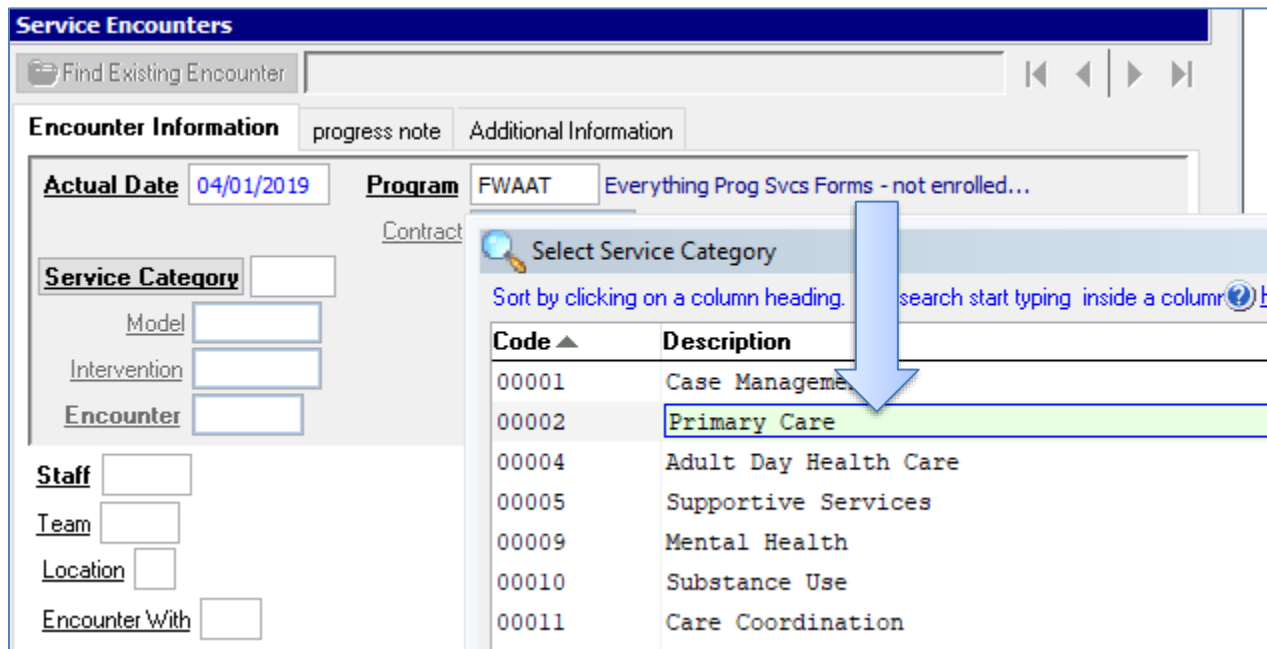 Service Encounters
Find Existing Encounter
Encounter Information progress note Additional Information
Actual Date 04/01/2019 Program FWAAT Everything Prog Svcs Forms - not enrolled...
Contract
Select Service Category
Service Category
Sort by clicking on a column heading. search start typing inside a column
Model
Code Description
Intervention
00001 Case Management
Encounter
00002 Primary Care
00004 Adult Day Health Care
Staff
00005 Supportive Services
Team
00009 Mental Health
Location
00010 Substance Use
Encounter With
00011 Care Coordination